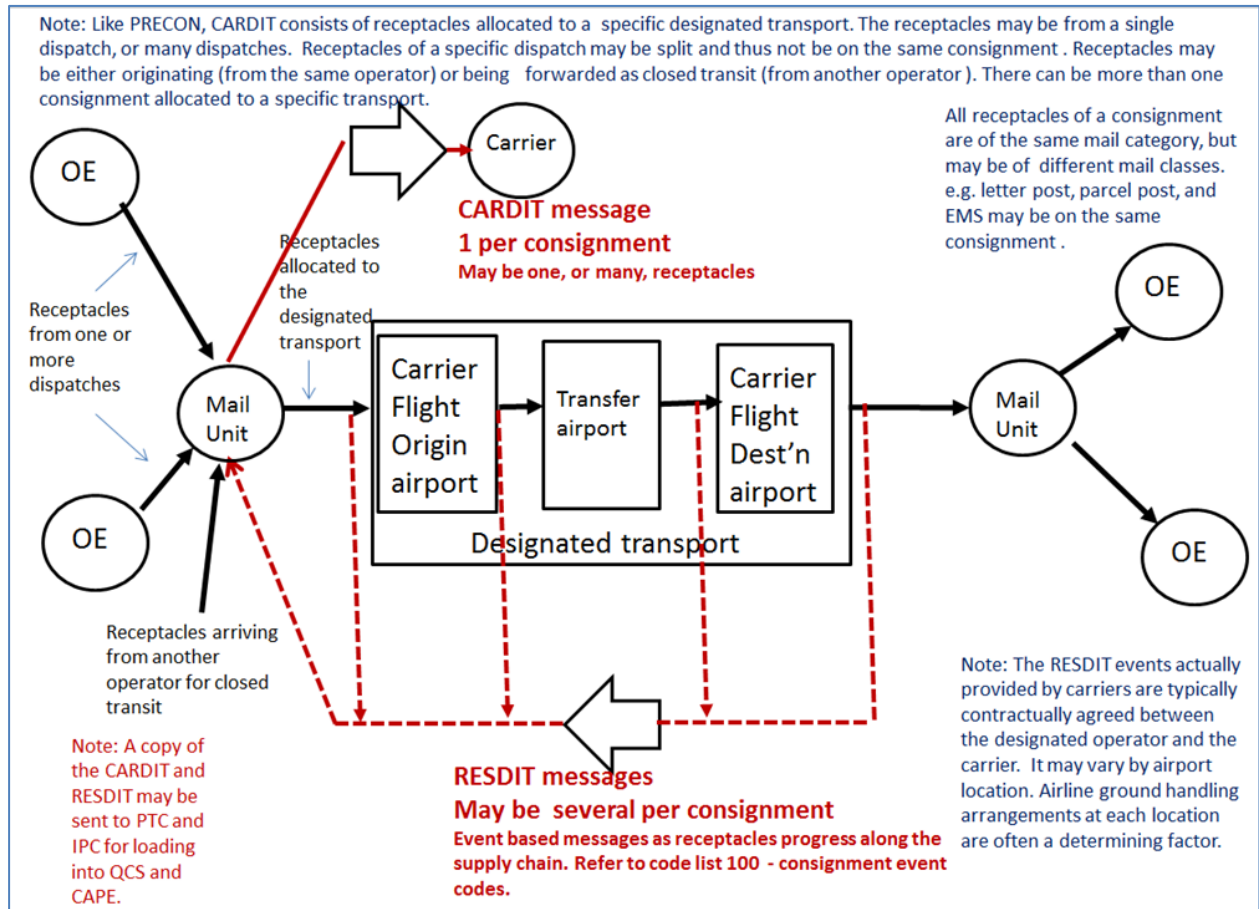 Note: Like PRECON, CARDIT consists of receptacles allocated to a  specific designated transport. The receptacles may be from a single
dispatch, or many dispatches.  Receptacles of a specific dispatch may be split and thus not be on the same consignment . Receptacles may
be either originating (from the same operator) or being   forwarded as closed transit (from another operator ). There can be more than one
consignment allocated to a specific transport.
All receptacles of a consignment
are of the same mail category, but
may be of  different mail classes.
e.g. letter post, parcel post, and
EMS may be on the same
consignment .
OE
Carrier
CARDIT message
1 per consignment
May be one, or many, receptacles
Receptacles
allocated to
the
designated
transport
Receptacles
from one or
more
dispatches
Mail
Unit
OE
Carrier
Flight
Origin
airport
Transfer
airport
Carrier
Flight
Dest'n
airport
Designated transport
Mail
Unit
OE
OE
Receptacles arriving
from another
operator for closed
transit
Note: A copy of
the CARDIT and
RESDIT may be
sent to PTC and
IPC for loading
into QCS and
CAPE.
RESDIT messages
May be  several per consignment
Event based messages as receptacles progress along the
supply chain. Refer to code list 100  - consignment event
codes.
Note: The RESDIT events actually
provided by carriers are typically
contractually agreed between
the designated operator and the
carrier.  It may vary by airport
location. Airline ground handling
arrangements at each location
are often a determining factor.